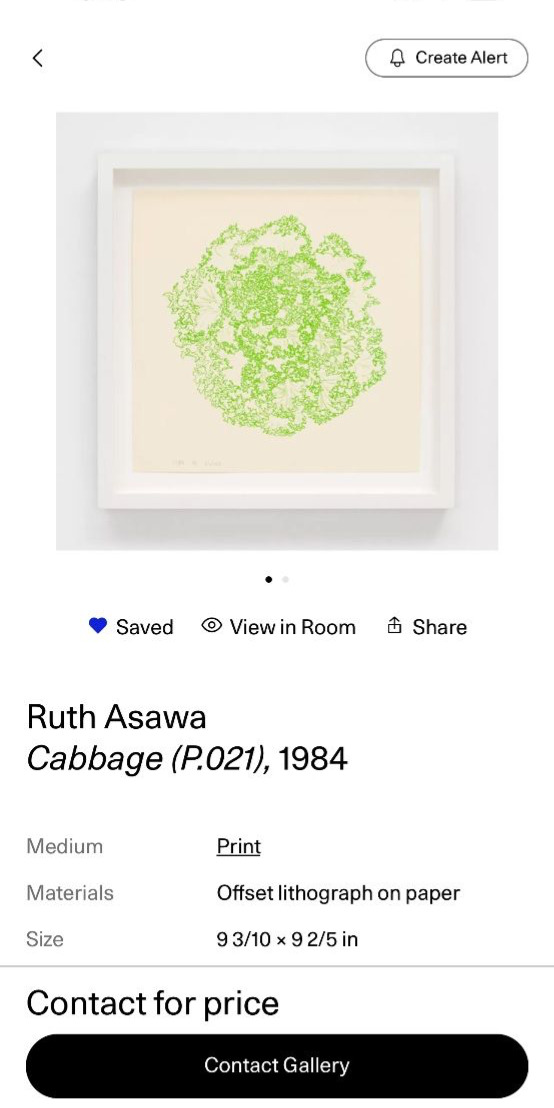 Create Alert
Saved
View in Room
Share
Ruth Asawa
Cabbage (P.021), 1984
Medium Print
Materials Offset lithograph on paper
Size 9 3/10 × 9 2/5 in
Contact for price
Contact Gallery